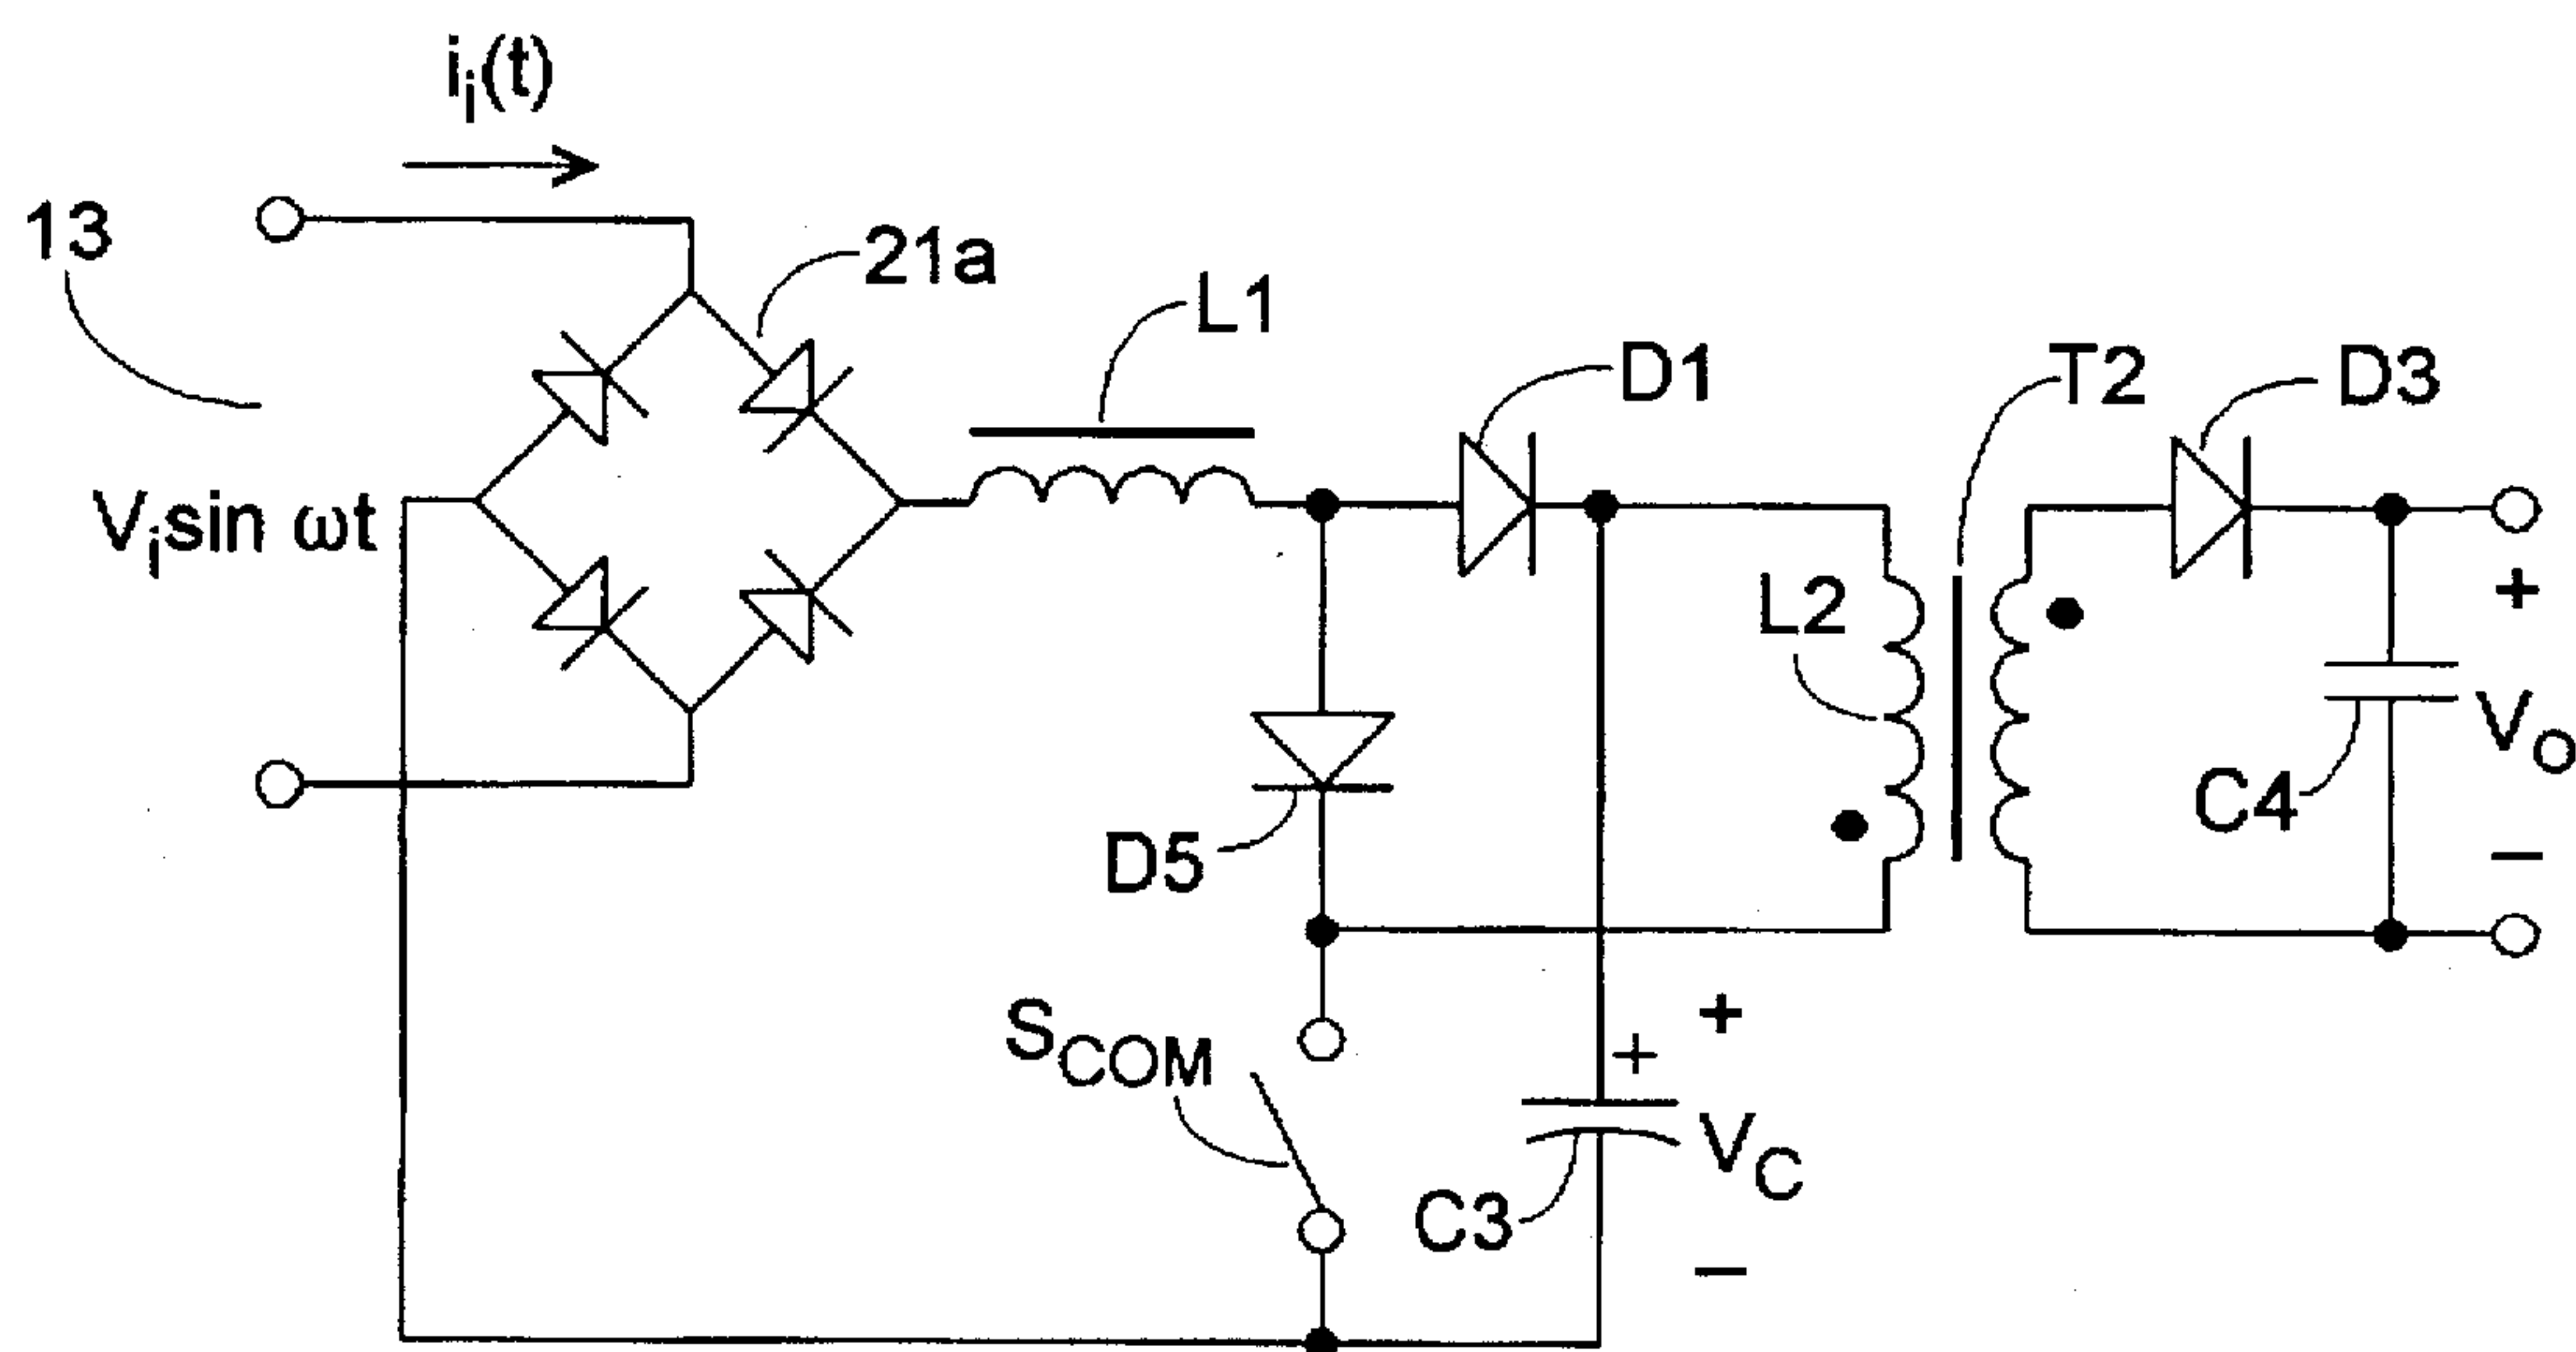 i_i(t)
13
21a
L1
D1
T2
D3
V_i sin ωt
L2
+
V_O
C4
D5
–
S_COM
+
+
V_C
C3
–